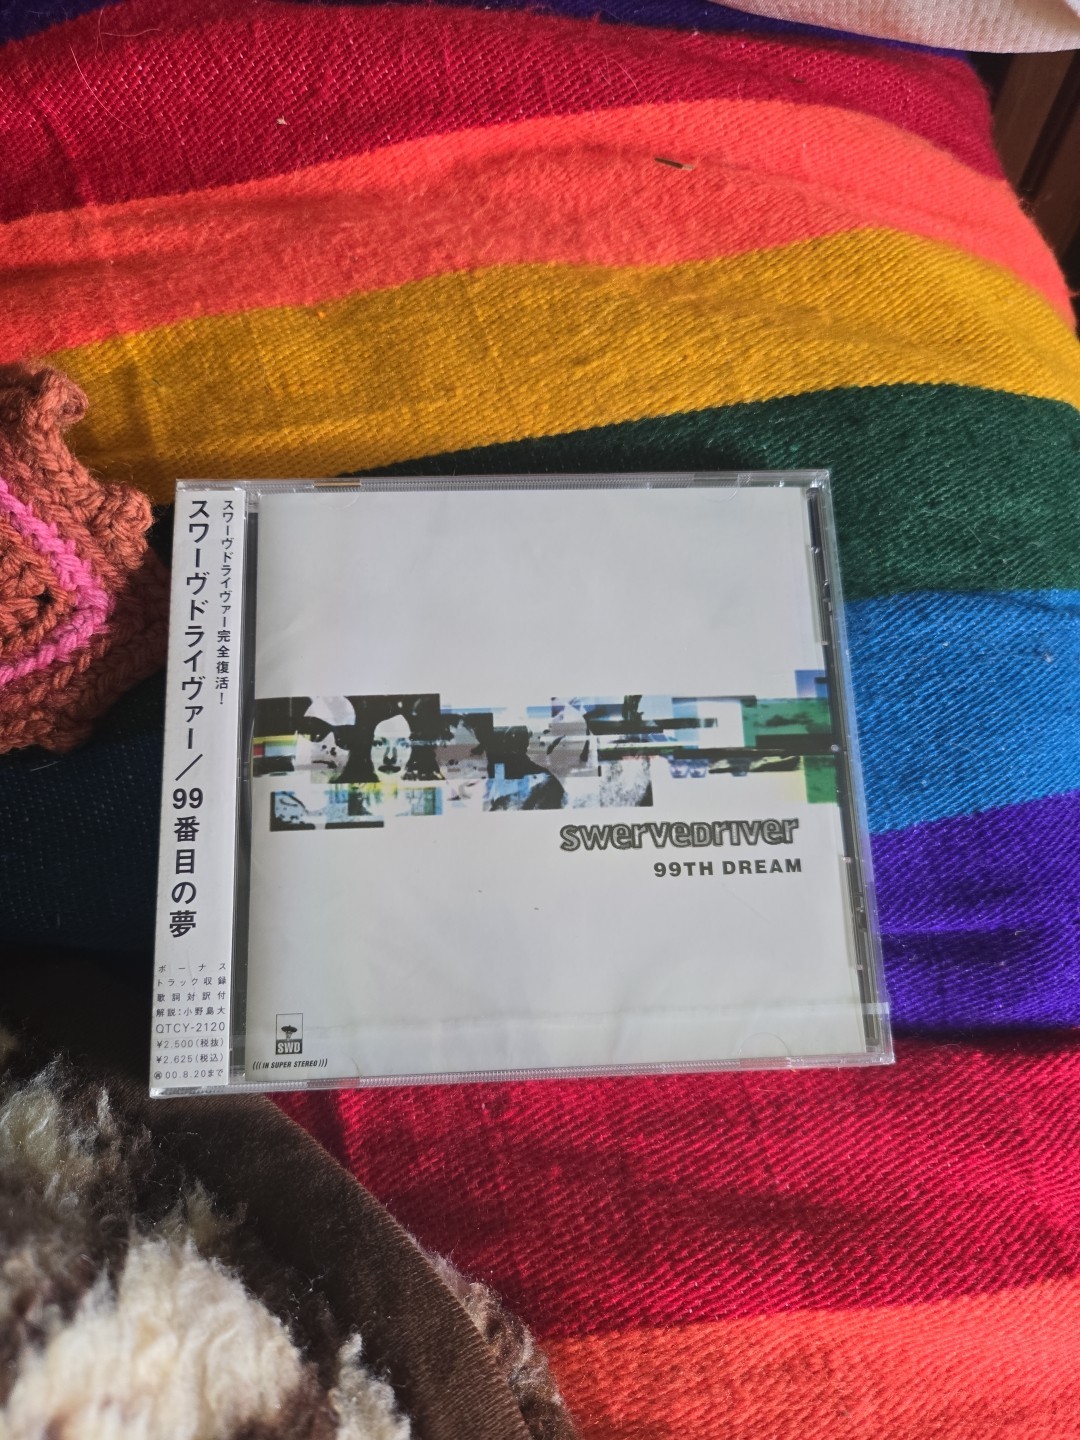 スワーヴドライヴァー完全復活!
スワーヴドライヴァー/99番目の夢
ボーナス
トラック収録
歌詞対訳付
解説:小野島大
QTCY-2120
¥2.500(税抜)
¥2.625(税込)
00.8.20まで
swervedriver
99TH DREAM
SWD
((( IN SUPER STEREO )))